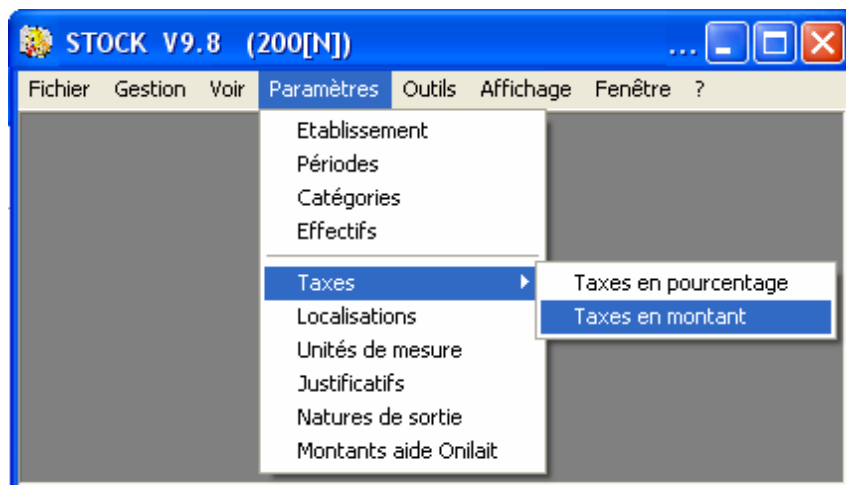 STOCK V9.8 (200[N]) ...
Fichier Gestion Voir Paramètres Outils Affichage Fenêtre ?
Etablissement
Périodes
Catégories
Effectifs
Taxes
Taxes en pourcentage
Taxes en montant
Localisations
Unités de mesure
Justificatifs
Natures de sortie
Montants aide Onilait